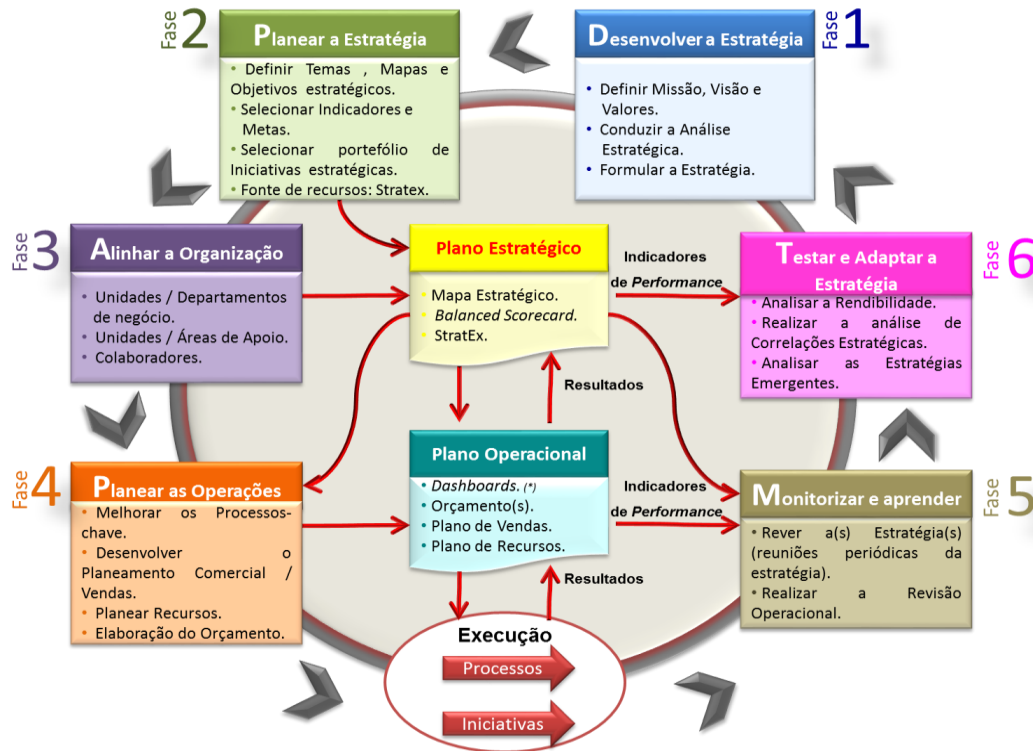 Fase 1
Desenvolver a Estratégia
• Definir Missão, Visão e
Valores.
• Conduzir a Análise
Estratégica.
• Formular a Estratégia.
Fase 2
Planear a Estratégia
• Definir Temas , Mapas e
Objetivos estratégicos.
• Selecionar Indicadores e
Metas.
• Selecionar portefólio de
Iniciativas estratégicas.
• Fonte de recursos: Stratex.
Fase 3
Alinhar a Organização
• Unidades / Departamentos
de negócio.
• Unidades / Áreas de Apoio.
• Colaboradores.
Plano Estratégico
• Mapa Estratégico.
• Balanced Scorecard.
• StratEx.
Indicadores
de Performance
Fase 6
Testar e Adaptar a
Estratégia
• Analisar a Rendibilidade.
• Realizar a análise de
Correlações Estratégicas.
• Analisar as Estratégias
Emergentes.
Resultados
Fase 4
Planear as Operações
• Melhorar os Processos-
chave.
• Desenvolver o
Planeamento Comercial /
Vendas.
• Planear Recursos.
• Elaboração do Orçamento.
Plano Operacional
• Dashboards. (*)
• Orçamento(s).
• Plano de Vendas.
• Plano de Recursos.
Indicadores
de Performance
Fase 5
Monitorizar e aprender
• Rever a(s) Estratégia(s)
(reuniões periódicas da
estratégia).
• Realizar a Revisão
Operacional.
Resultados
Execução
Processos
Iniciativas